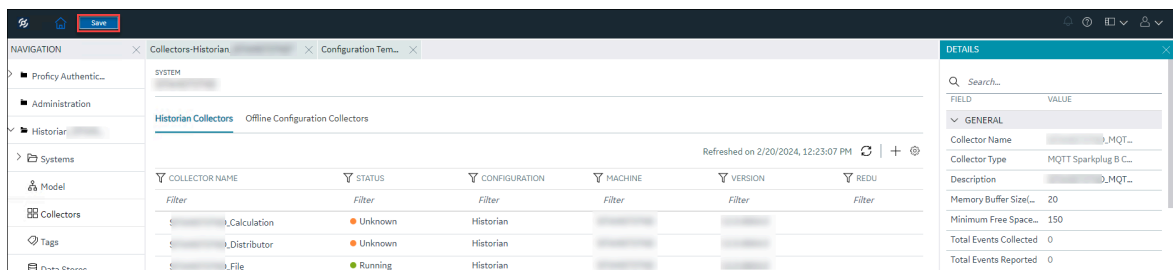 Save
NAVIGATION
Proficy Authentic...
Administration
Historian
Systems
Model
Collectors
Tags
Data Stores
Collectors-Historian
Configuration Tem...
SYSTEM
Historian Collectors Offline Configuration Collectors
Refreshed on 2/20/2024, 12:23:07 PM
COLLECTOR NAME STATUS CONFIGURATION MACHINE VERSION REDU
Filter Filter Filter Filter Filter Filter
_Calculation Unknown Historian
_Distributor Unknown Historian
_File Running Historian
DETAILS
Search...
FIELD VALUE
GENERAL
Collector Name _MQT...
Collector Type MQTT Sparkplug B C...
Description _MQT...
Memory Buffer Size(... 20
Minimum Free Space... 150
Total Events Collected 0
Total Events Reported 0